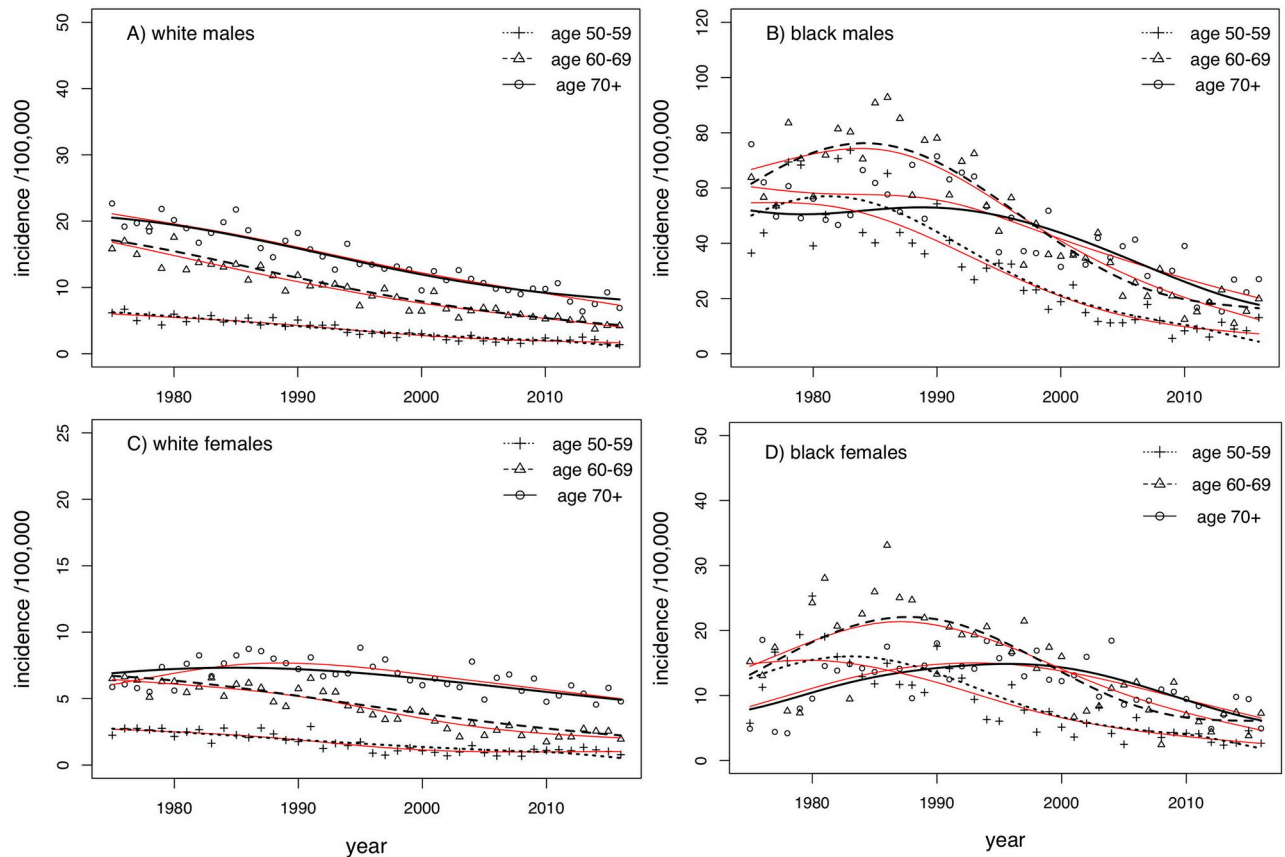 A) white males
age 50-59
age 60-69
age 70+
incidence /100,000
50
40
30
20
10
0
1980
1990
2000
2010
B) black males
age 50-59
age 60-69
age 70+
incidence /100,000
120
100
80
60
40
20
0
1980
1990
2000
2010
C) white females
age 50-59
age 60-69
age 70+
incidence /100,000
25
20
15
10
5
0
1980
1990
2000
2010
year
D) black females
age 50-59
age 60-69
age 70+
incidence /100,000
50
40
30
20
10
0
1980
1990
2000
2010
year